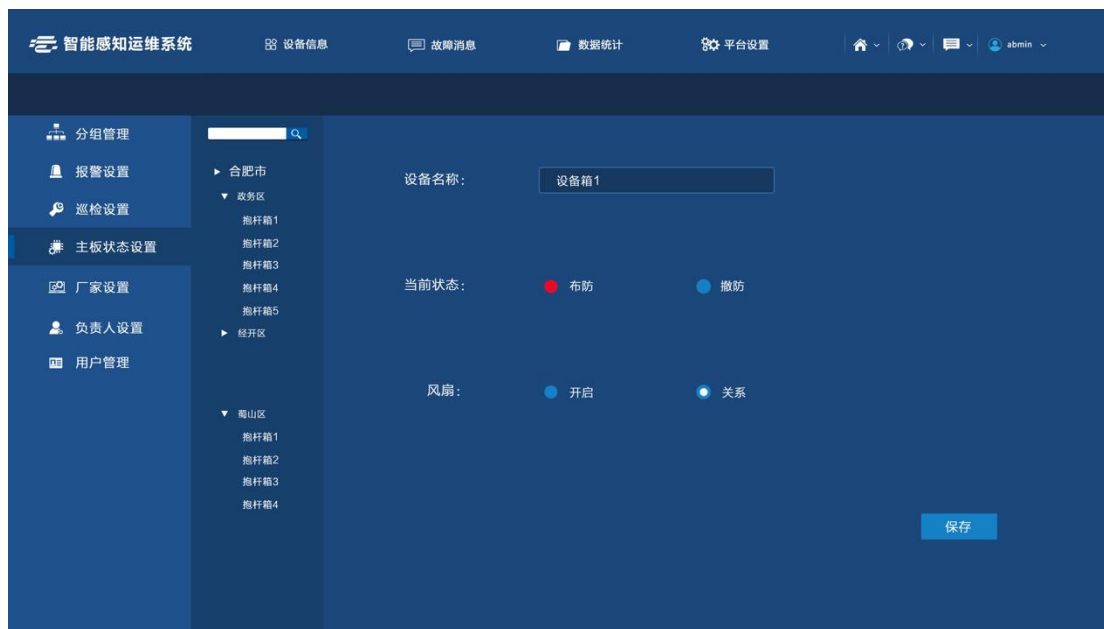 智能感知运维系统 设备信息 故障消息 数据统计 平台设置 abmin
分组管理
报警设置
巡检设置
主板状态设置
厂家设置
负责人设置
用户管理
合肥市
政务区
抱杆箱1
抱杆箱2
抱杆箱3
抱杆箱4
抱杆箱5
经开区
蜀山区
抱杆箱1
抱杆箱2
抱杆箱3
抱杆箱4
设备名称: 设备箱1
当前状态: 布防 撤防
风扇: 开启 关系
保存